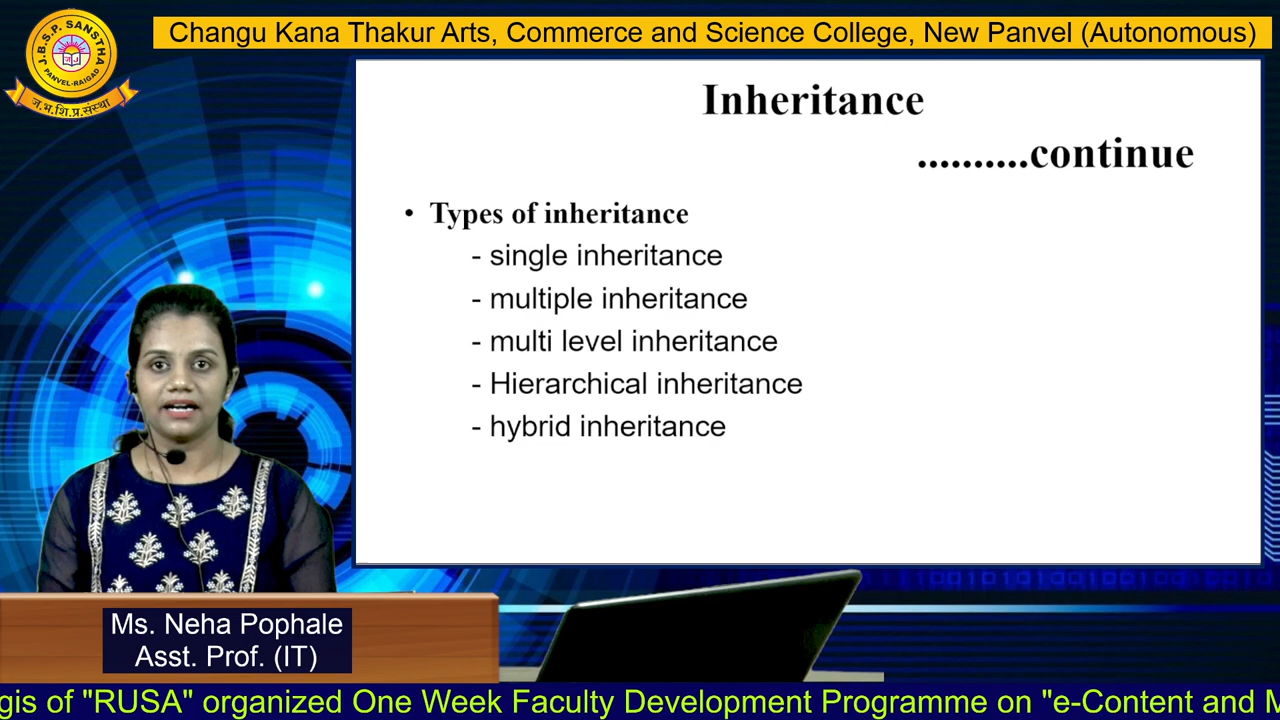 Changu Kana Thakur Arts, Commerce and Science College, New Panvel (Autonomous)
J.B.S.P. SANSTHA
PANVEL-RAIGAD
ज.भ.शि.प्र.संस्था
Inheritance
..........continue
• Types of inheritance
- single inheritance
- multiple inheritance
- multi level inheritance
- Hierarchical inheritance
- hybrid inheritance
Ms. Neha Pophale
Asst. Prof. (IT)
gis of "RUSA" organized One Week Faculty Development Programme on "e-Content and M